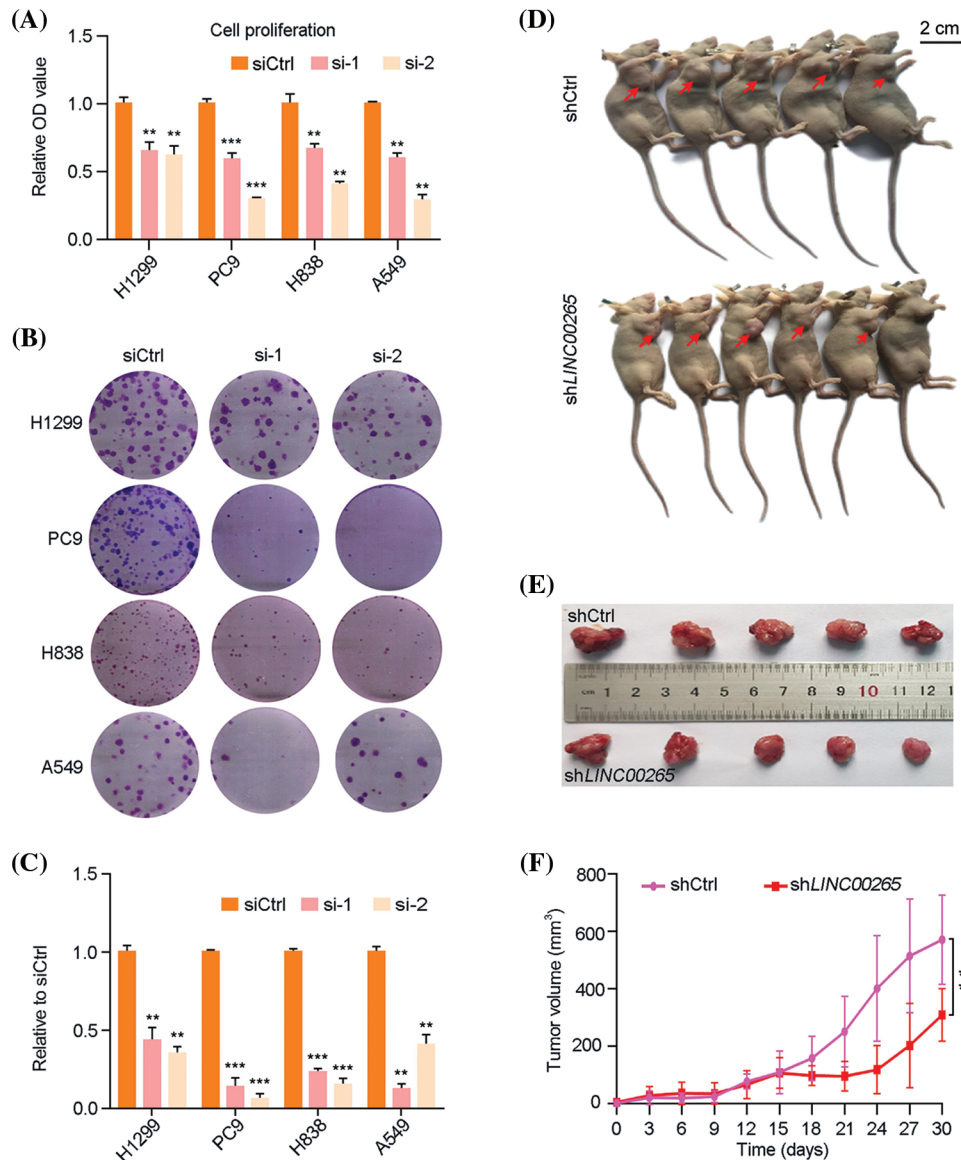 (A)
Cell proliferation
siCtrl si-1 si-2
Relative OD value
1.5
1.0
0.5
0.0
** **
*** ***
** **
** **
H1299 PC9 H838 A549
(B)
siCtrl si-1 si-2
H1299
PC9
H838
A549
(C)
siCtrl si-1 si-2
Relative to siCtrl
1.5
1.0
0.5
0.0
** **
*** ***
*** ***
** **
H1299 PC9 H838 A549
(D)
2 cm
shCtrl
shLINC00265
(E)
shCtrl
cm 1 2 3 4 5 6 7 8 9 10 11 12
shLINC00265
(F)
shCtrl shLINC00265
Tumor volume (mm³)
800
600
400
200
0
0 3 6 9 12 15 18 21 24 27 30
Time (days)